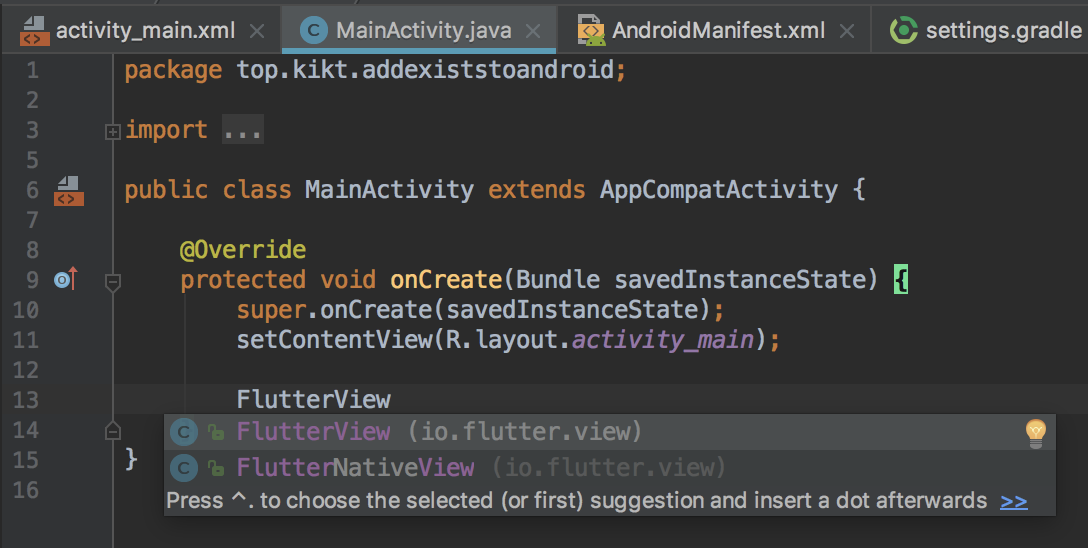 activity_main.xml MainActivity.java AndroidManifest.xml settings.gradle
1 package top.kikt.addexiststoandroid;
2
3 import ...
5
6 public class MainActivity extends AppCompatActivity {
7
8 @Override
9 protected void onCreate(Bundle savedInstanceState) {
10 super.onCreate(savedInstanceState);
11 setContentView(R.layout.activity_main);
12
13 FlutterView
14 C FlutterView (io.flutter.view)
15 } C FlutterNativeView (io.flutter.view)
16 Press ^. to choose the selected (or first) suggestion and insert a dot afterwards >>